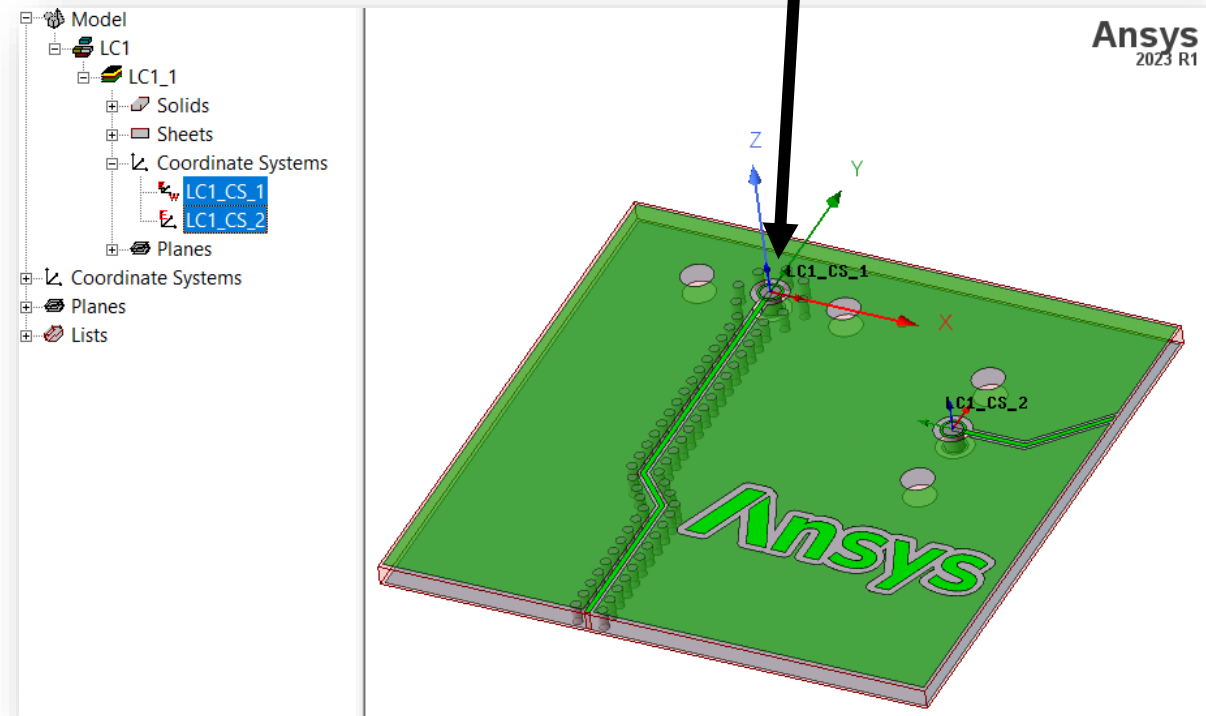 Model
LC1
LC1_1
Solids
Sheets
Coordinate Systems
LC1_CS_1
LC1_CS_2
Planes
Coordinate Systems
Planes
Lists
Ansys
2023 R1
Z
Y
LC1_CS_1
X
LC1_CS_2
Ansys